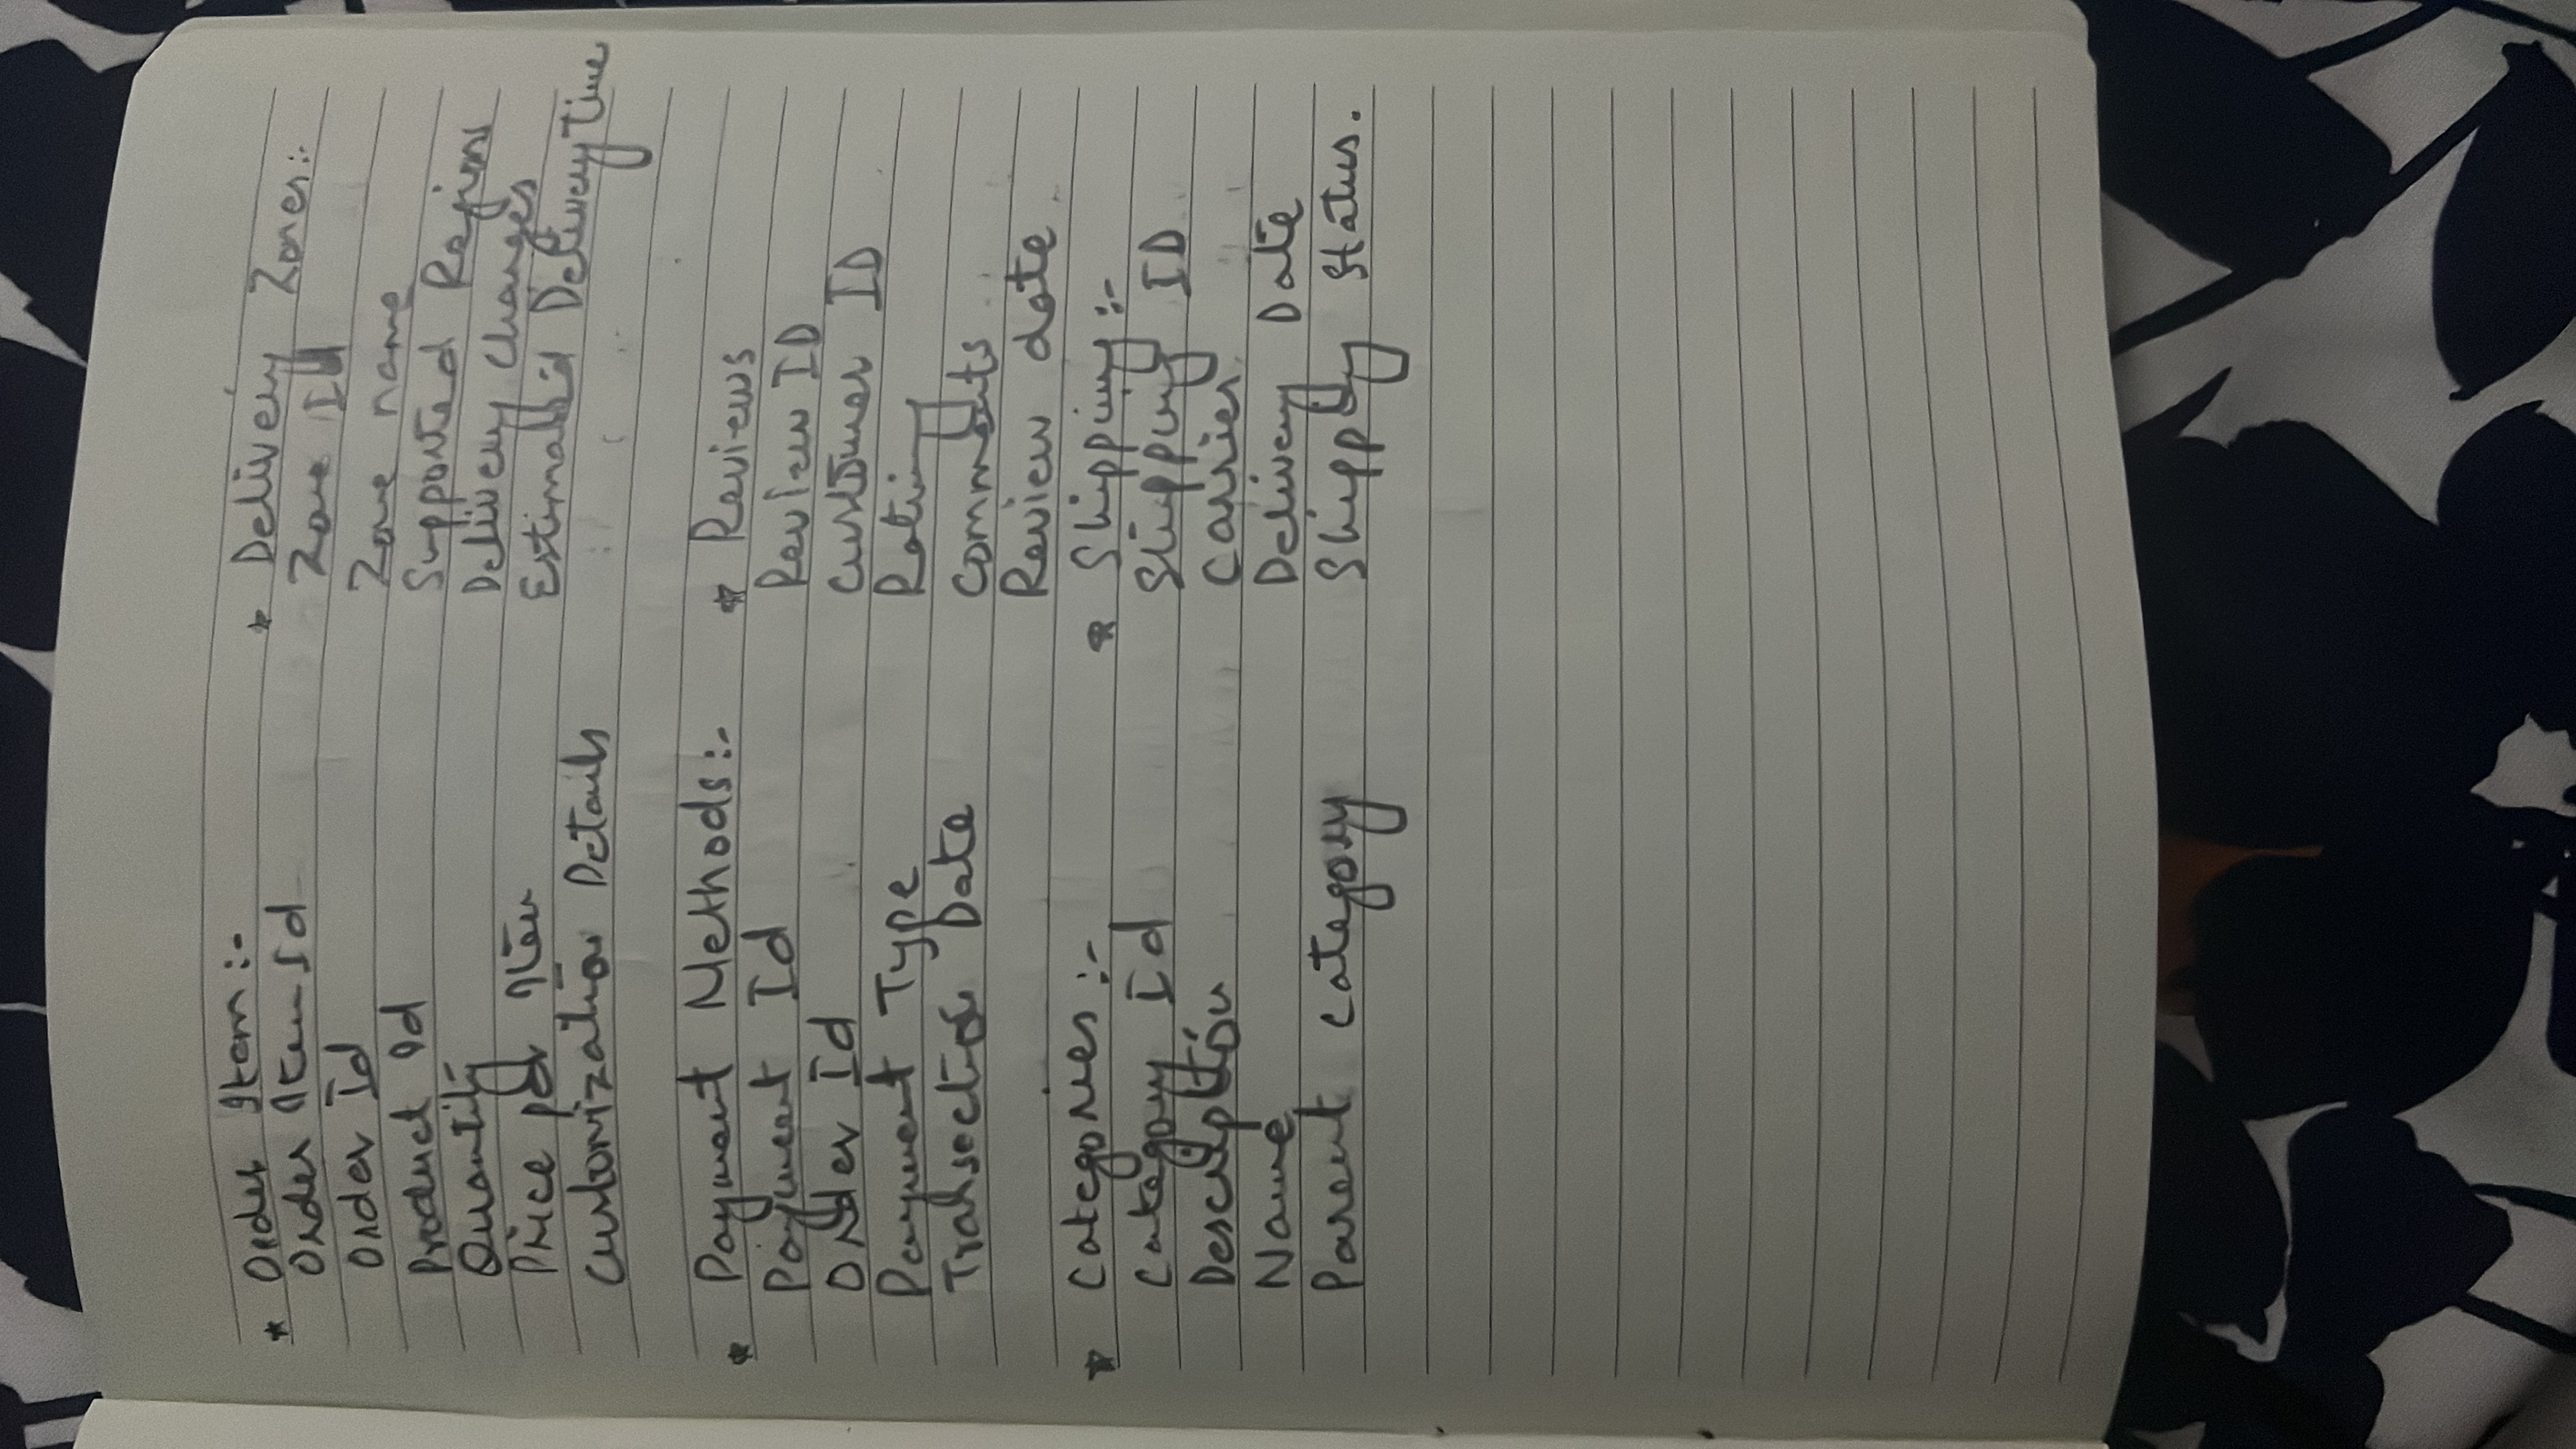 * Order Item :-
Order Item Id
Order Id
Product Id
Quantity
Price per Item
Customization Details
* Payment Methods :-
Payment Id
Order Id
Payment Type
Transaction Date
* Categories :-
Category Id
Description
Name
Parent Category
* Delivery Zones :-
Zone Id
Zone name
Supported Regions
Delivery Charges
Estimated Delivery Time
* Reviews
Review ID
Customer ID
Rating
Comments
Review date
* Shipping :-
Shipping ID
Carrier
Delivery Date
Shipping Status.